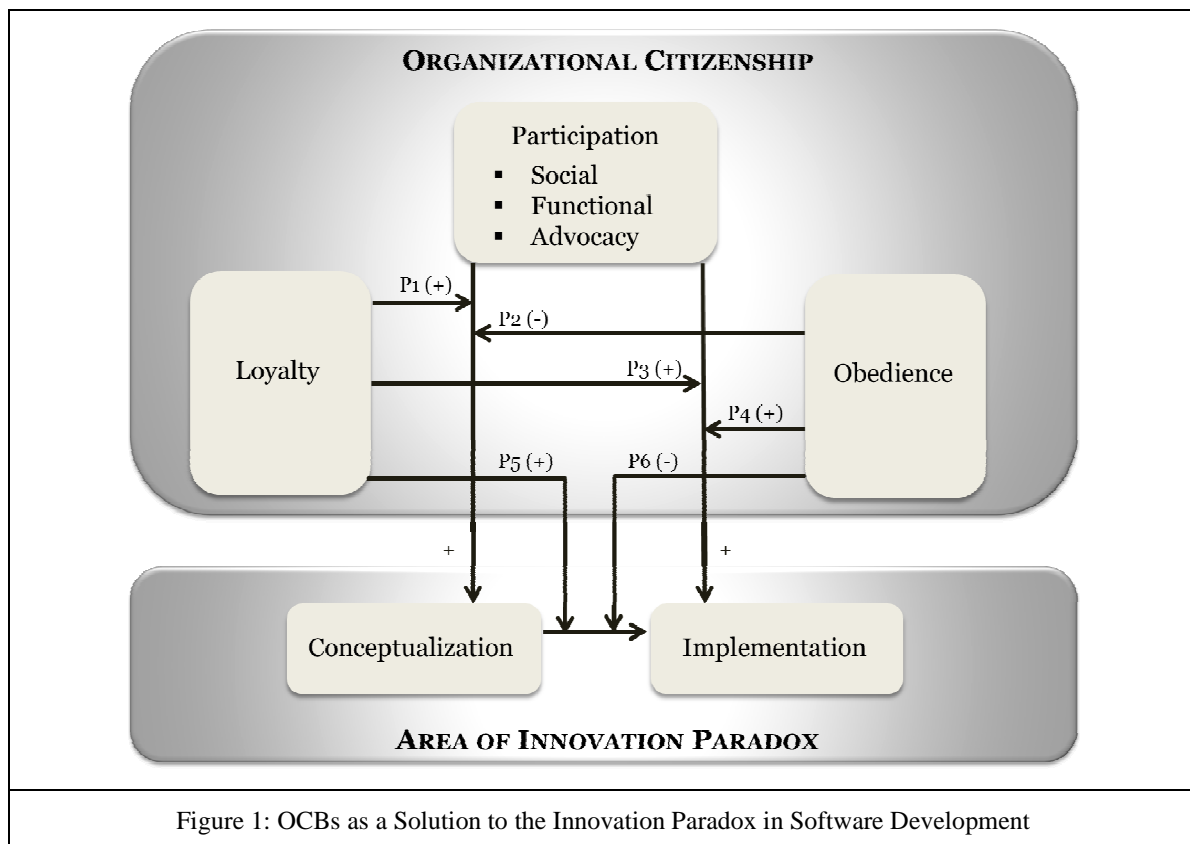 ORGANIZATIONAL CITIZENSHIP
Participation
▪ Social
▪ Functional
▪ Advocacy
P1 (+)
P2 (-)
Loyalty
P3 (+)
Obedience
P4 (+)
P5 (+)
P6 (-)
+
+
Conceptualization
Implementation
AREA OF INNOVATION PARADOX
Figure 1: OCBs as a Solution to the Innovation Paradox in Software Development